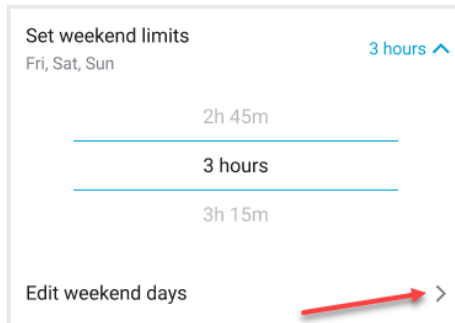 Set weekend limits
3 hours
Fri, Sat, Sun
2h 45m
3 hours
3h 15m
Edit weekend days